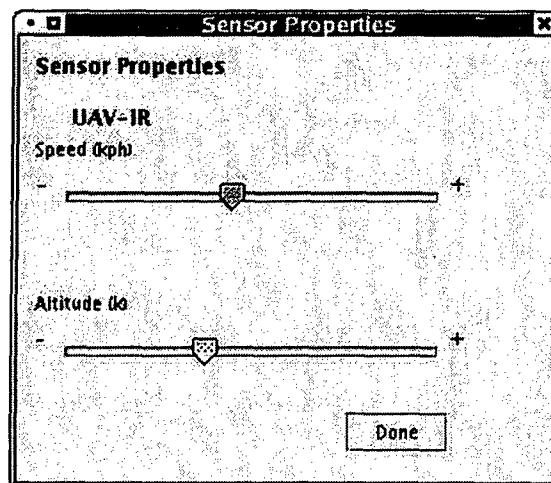 Sensor Properties
Sensor Properties
UAV-IR
Speed (kph)
- +
Altitude (k
- +
Done